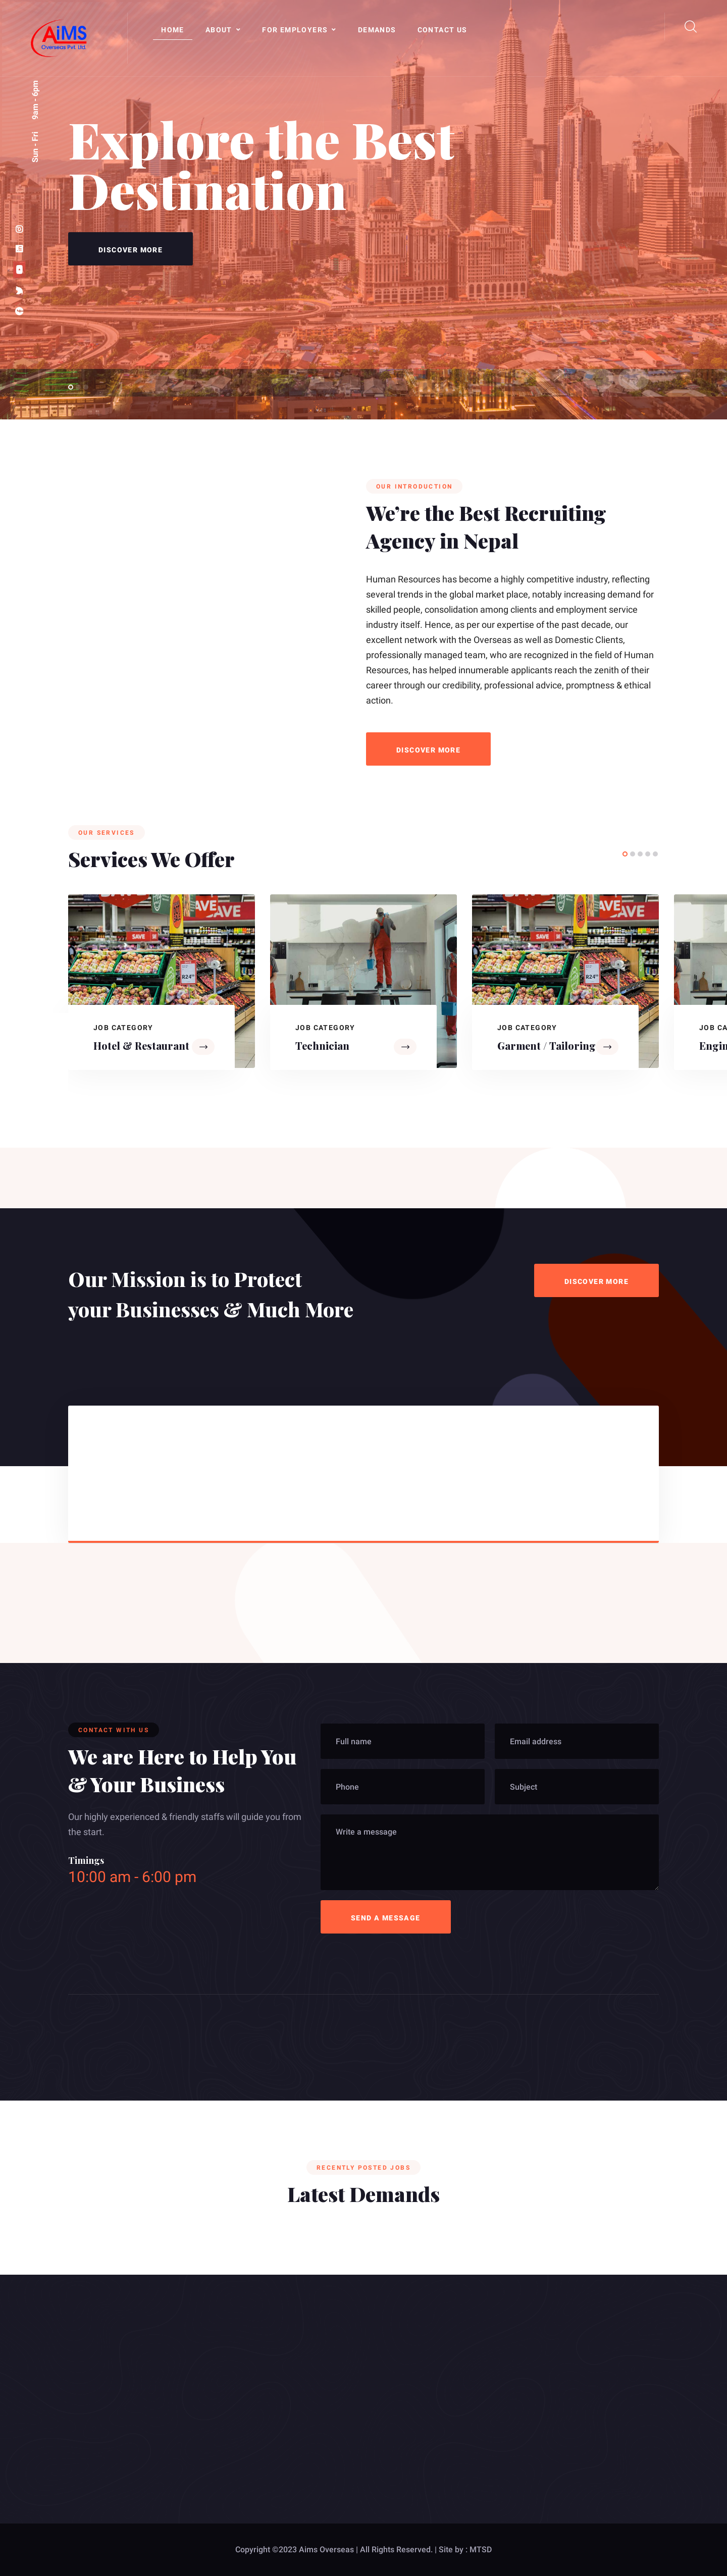 AiMS
Overseas Pvt. Ltd.
HOME
ABOUT
FOR EMPLOYERS
DEMANDS
CONTACT US
Sun - Fri 9am - 6pm
Explore the Best
Destination
DISCOVER MORE
OUR INTRODUCTION
We’re the Best Recruiting
Agency in Nepal
Human Resources has become a highly competitive industry, reflecting
several trends in the global market place, notably increasing demand for
skilled people, consolidation among clients and employment service
industry itself. Hence, as per our expertise of the past decade, our
excellent network with the Overseas as well as Domestic Clients,
professionally managed team, who are recognized in the field of Human
Resources, has helped innumerable applicants reach the zenith of their
career through our credibility, professional advice, promptness & ethical
action.
DISCOVER MORE
OUR SERVICES
Services We Offer
SAVE
SAVE
SAVE
R24
JOB CATEGORY
Hotel & Restaurant
JOB CATEGORY
Technician
SAVE
SAVE
SAVE
R24
JOB CATEGORY
Garment / Tailoring
JOB CA
Engin
Our Mission is to Protect
your Businesses & Much More
DISCOVER MORE
CONTACT WITH US
We are Here to Help You
& Your Business
Our highly experienced & friendly staffs will guide you from
the start.
Timings
10:00 am - 6:00 pm
Full name
Email address
Phone
Subject
Write a message
SEND A MESSAGE
RECENTLY POSTED JOBS
Latest Demands
Copyright ©2023 Aims Overseas | All Rights Reserved. | Site by : MTSD